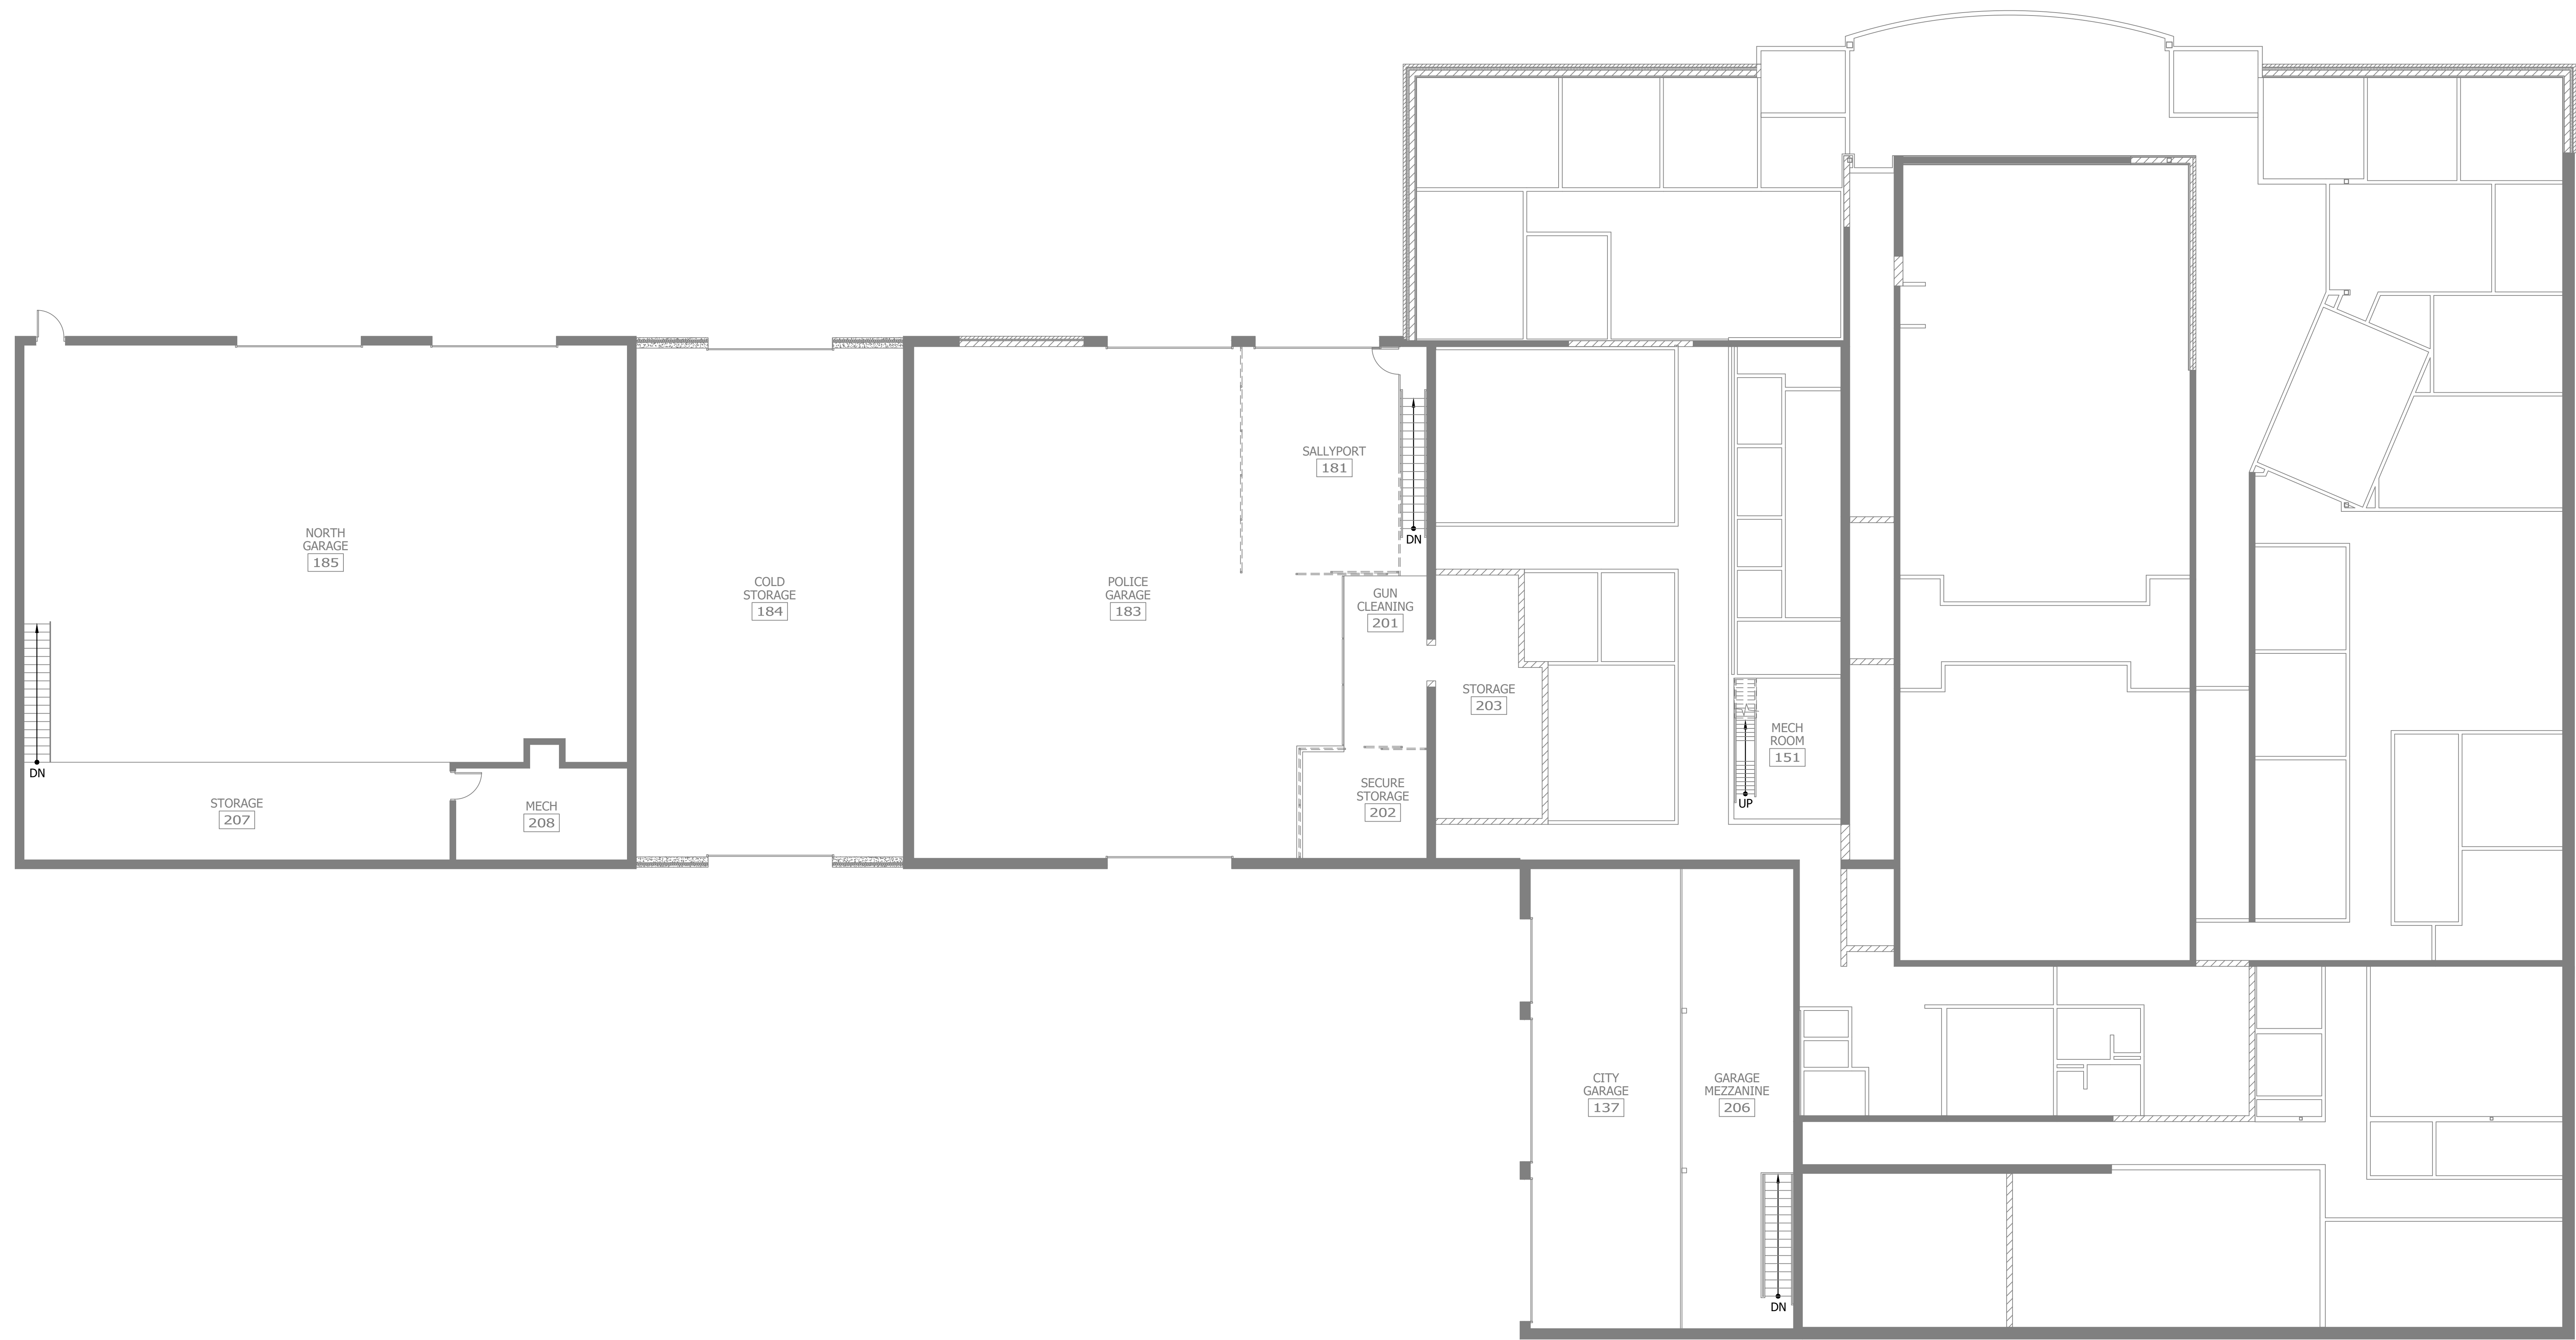 NORTH
GARAGE
185
DN
STORAGE
207
MECH
208
COLD
STORAGE
184
POLICE
GARAGE
183
SALLYPORT
181
DN
GUN
CLEANING
201
SECURE
STORAGE
202
STORAGE
203
MECH
ROOM
151
UP
CITY
GARAGE
137
GARAGE
MEZZANINE
206
DN